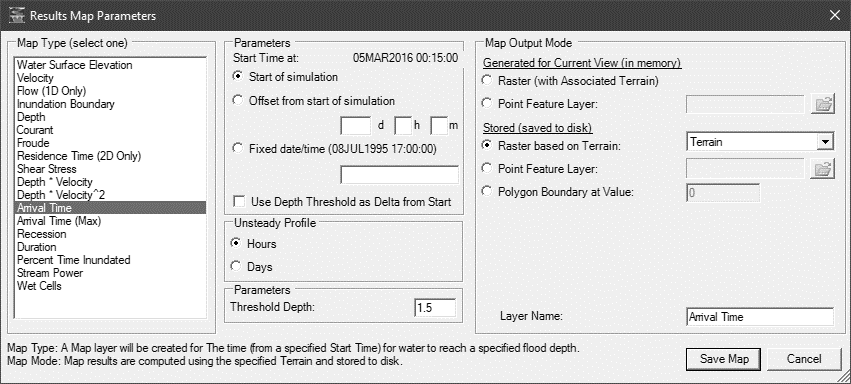 Results Map Parameters
Map Type (select one)
Water Surface Elevation
Velocity
Flow (1D Only)
Inundation Boundary
Depth
Courant
Froude
Residence Time (2D Only)
Shear Stress
Depth * Velocity
Depth * Velocity^2
Arrival Time
Arrival Time (Max)
Recession
Duration
Percent Time Inundated
Stream Power
Wet Cells
Parameters
Start Time at: 05MAR2016 00:15:00
Start of simulation
Offset from start of simulation
d h m
Fixed date/time (08JUL1995 17:00:00)
Use Depth Threshold as Delta from Start
Unsteady Profile
Hours
Days
Parameters
Threshold Depth: 1.5
Map Output Mode
Generated for Current View (in memory)
Raster (with Associated Terrain)
Point Feature Layer:
Stored (saved to disk)
Raster based on Terrain: Terrain
Point Feature Layer:
Polygon Boundary at Value: 0
Layer Name: Arrival Time
Map Type: A Map layer will be created for The time (from a specified Start Time) for water to reach a specified flood depth.
Map Mode: Map results are computed using the specified Terrain and stored to disk.
Save Map Cancel